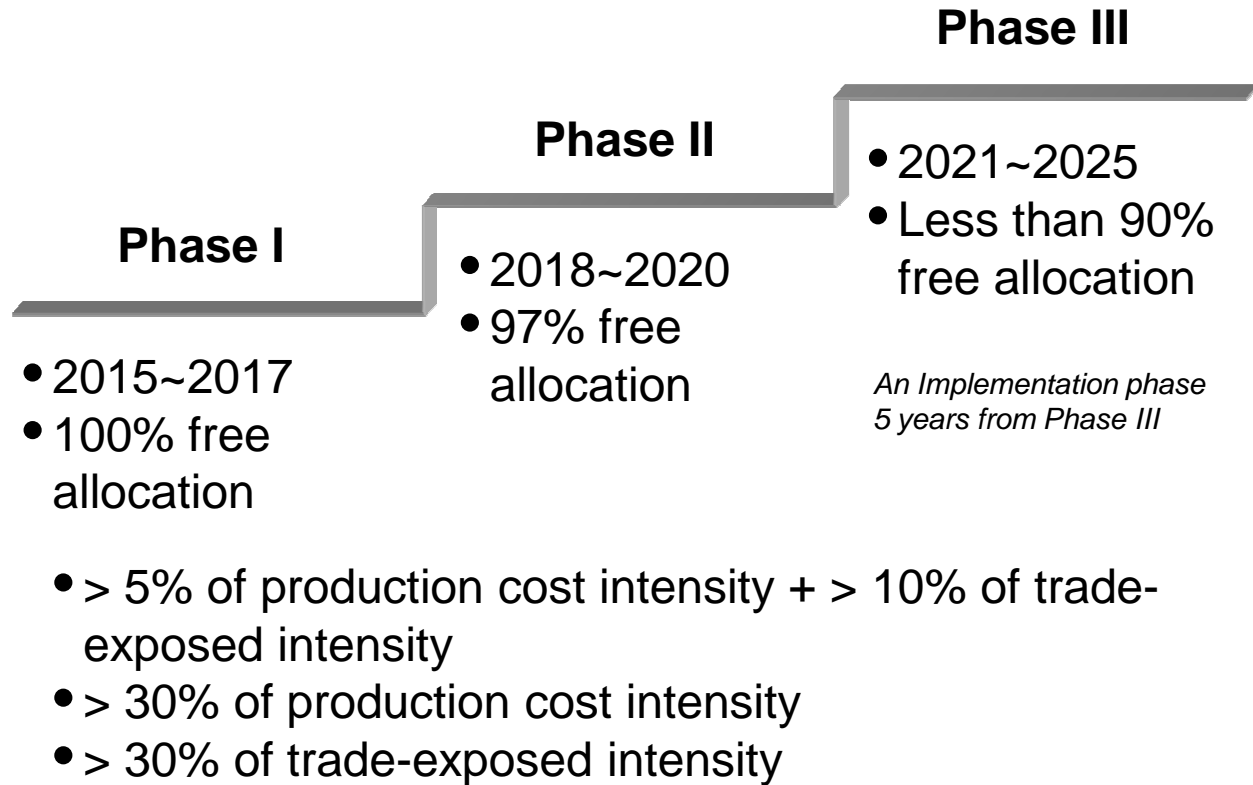 Phase I
• 2015~2017
• 100% free
allocation
Phase II
• 2018~2020
• 97% free
allocation
Phase III
• 2021~2025
• Less than 90%
free allocation
An Implementation phase
5 years from Phase III
• > 5% of production cost intensity + > 10% of trade-
exposed intensity
• > 30% of production cost intensity
• > 30% of trade-exposed intensity